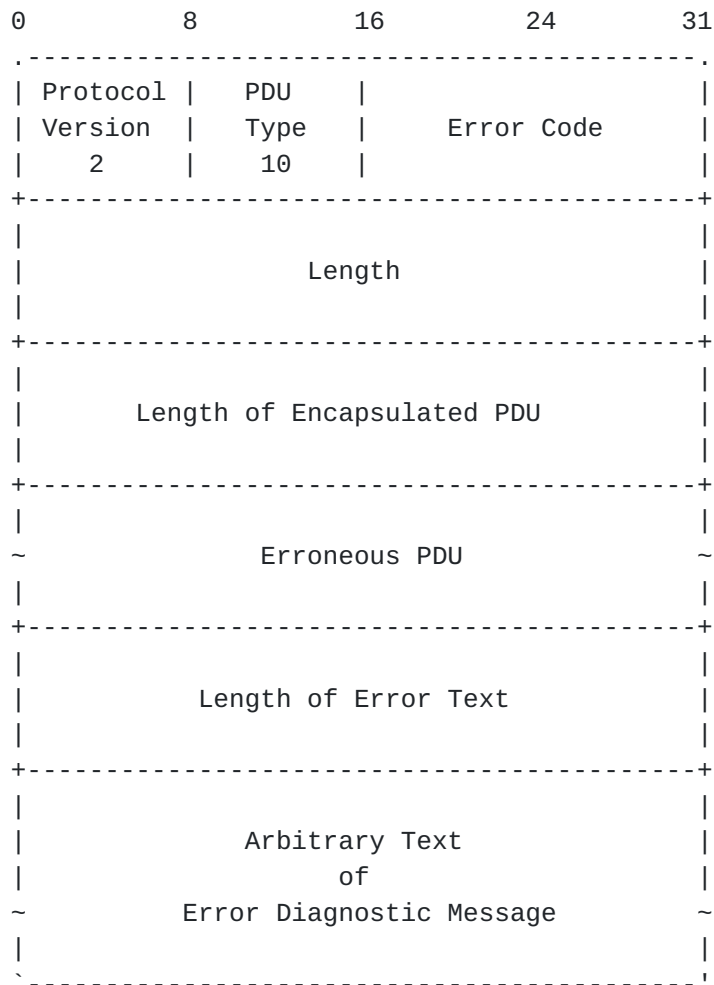 0          8          16         24        31
.-------------------------------------------.
| Protocol |   PDU    |                     |
| Version  |   Type   |     Error Code      |
|    2     |    10    |                     |
+-------------------------------------------+
|                                           |
|                  Length                   |
|                                           |
+-------------------------------------------+
|                                           |
|       Length of Encapsulated PDU          |
|                                           |
+-------------------------------------------+
|                                           |
~               Erroneous PDU               ~
|                                           |
+-------------------------------------------+
|                                           |
|           Length of Error Text            |
|                                           |
+-------------------------------------------+
|                                           |
|              Arbitrary Text               |
|                    of                     |
~          Error Diagnostic Message         ~
|                                           |
`-------------------------------------------'